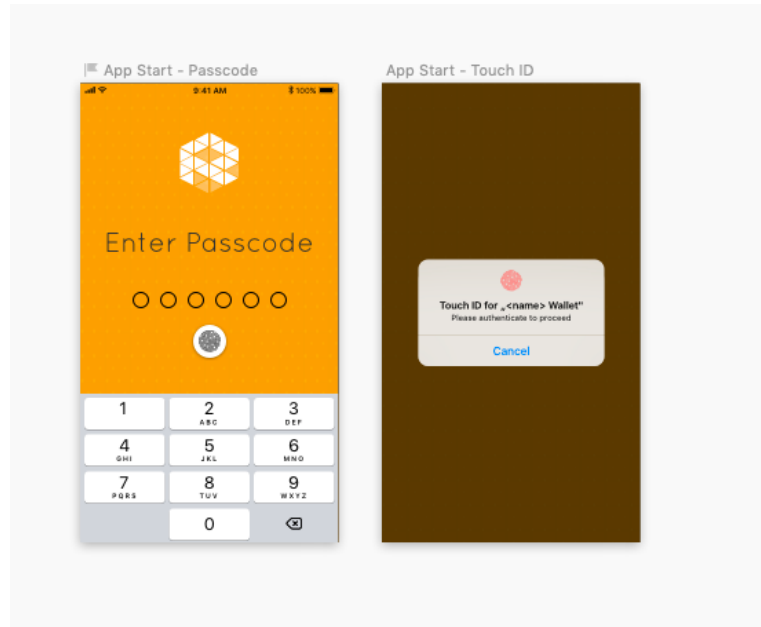 App Start - Passcode
9:41 AM
100%
Enter Passcode
1
2
ABC
3
DEF
4
GHI
5
JKL
6
MNO
7
PQRS
8
TUV
9
WXYZ
0
App Start - Touch ID
Touch ID for „<name> Wallet"
Please authenticate to proceed
Cancel